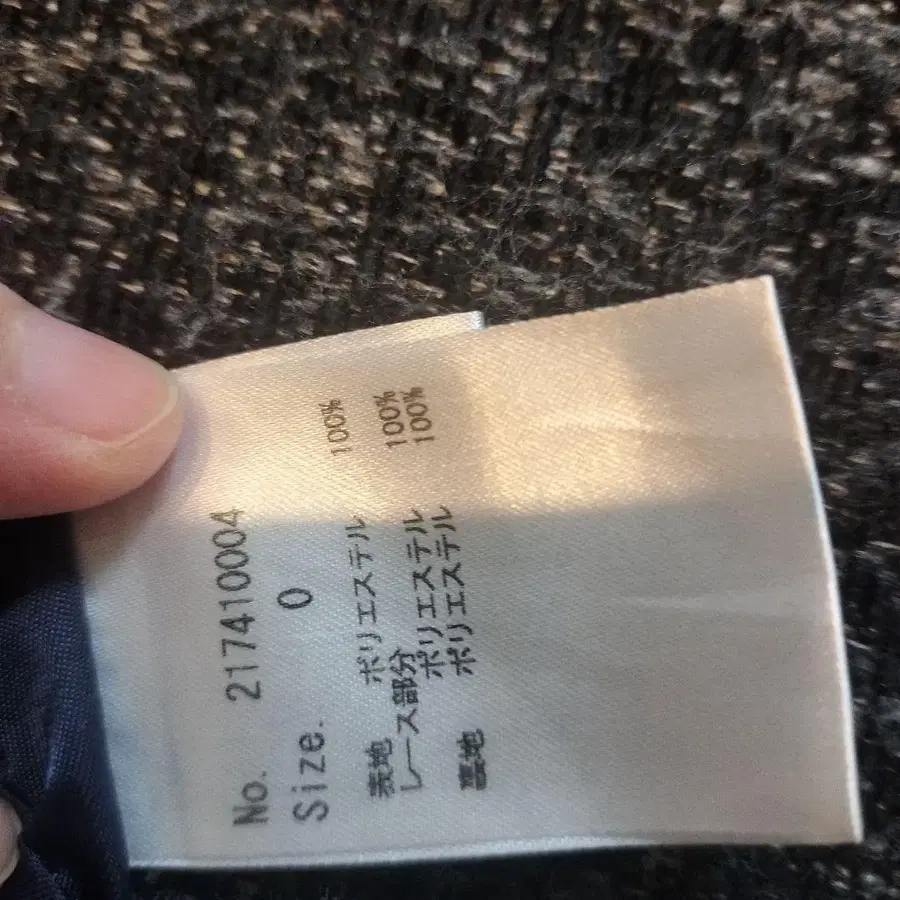 No. 217410004
Size. 0
表地 ポリエステル 100%
レース部分
ポリエステル 100%
裏地 ポリエステル 100%